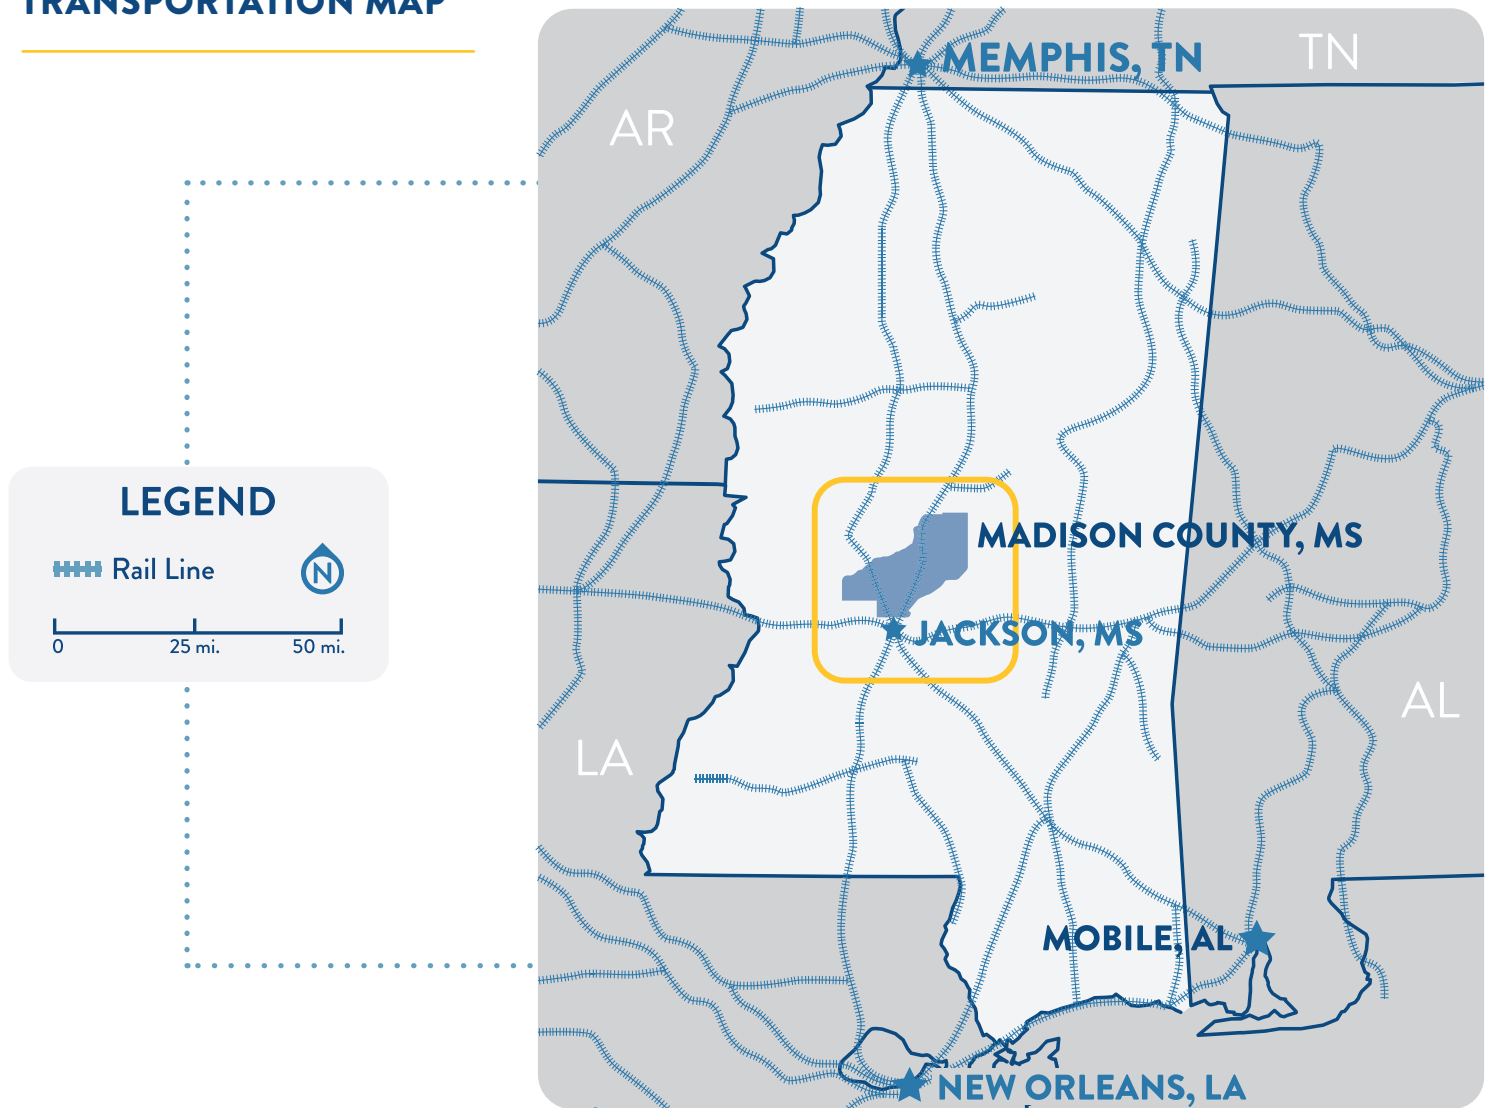 TRANSPORTATION MAP
MEMPHIS, TN
TN
AR
LEGEND
Rail Line
N
0 25 mi. 50 mi.
MADISON COUNTY, MS
JACKSON, MS
AL
LA
MOBILE, AL
NEW ORLEANS, LA